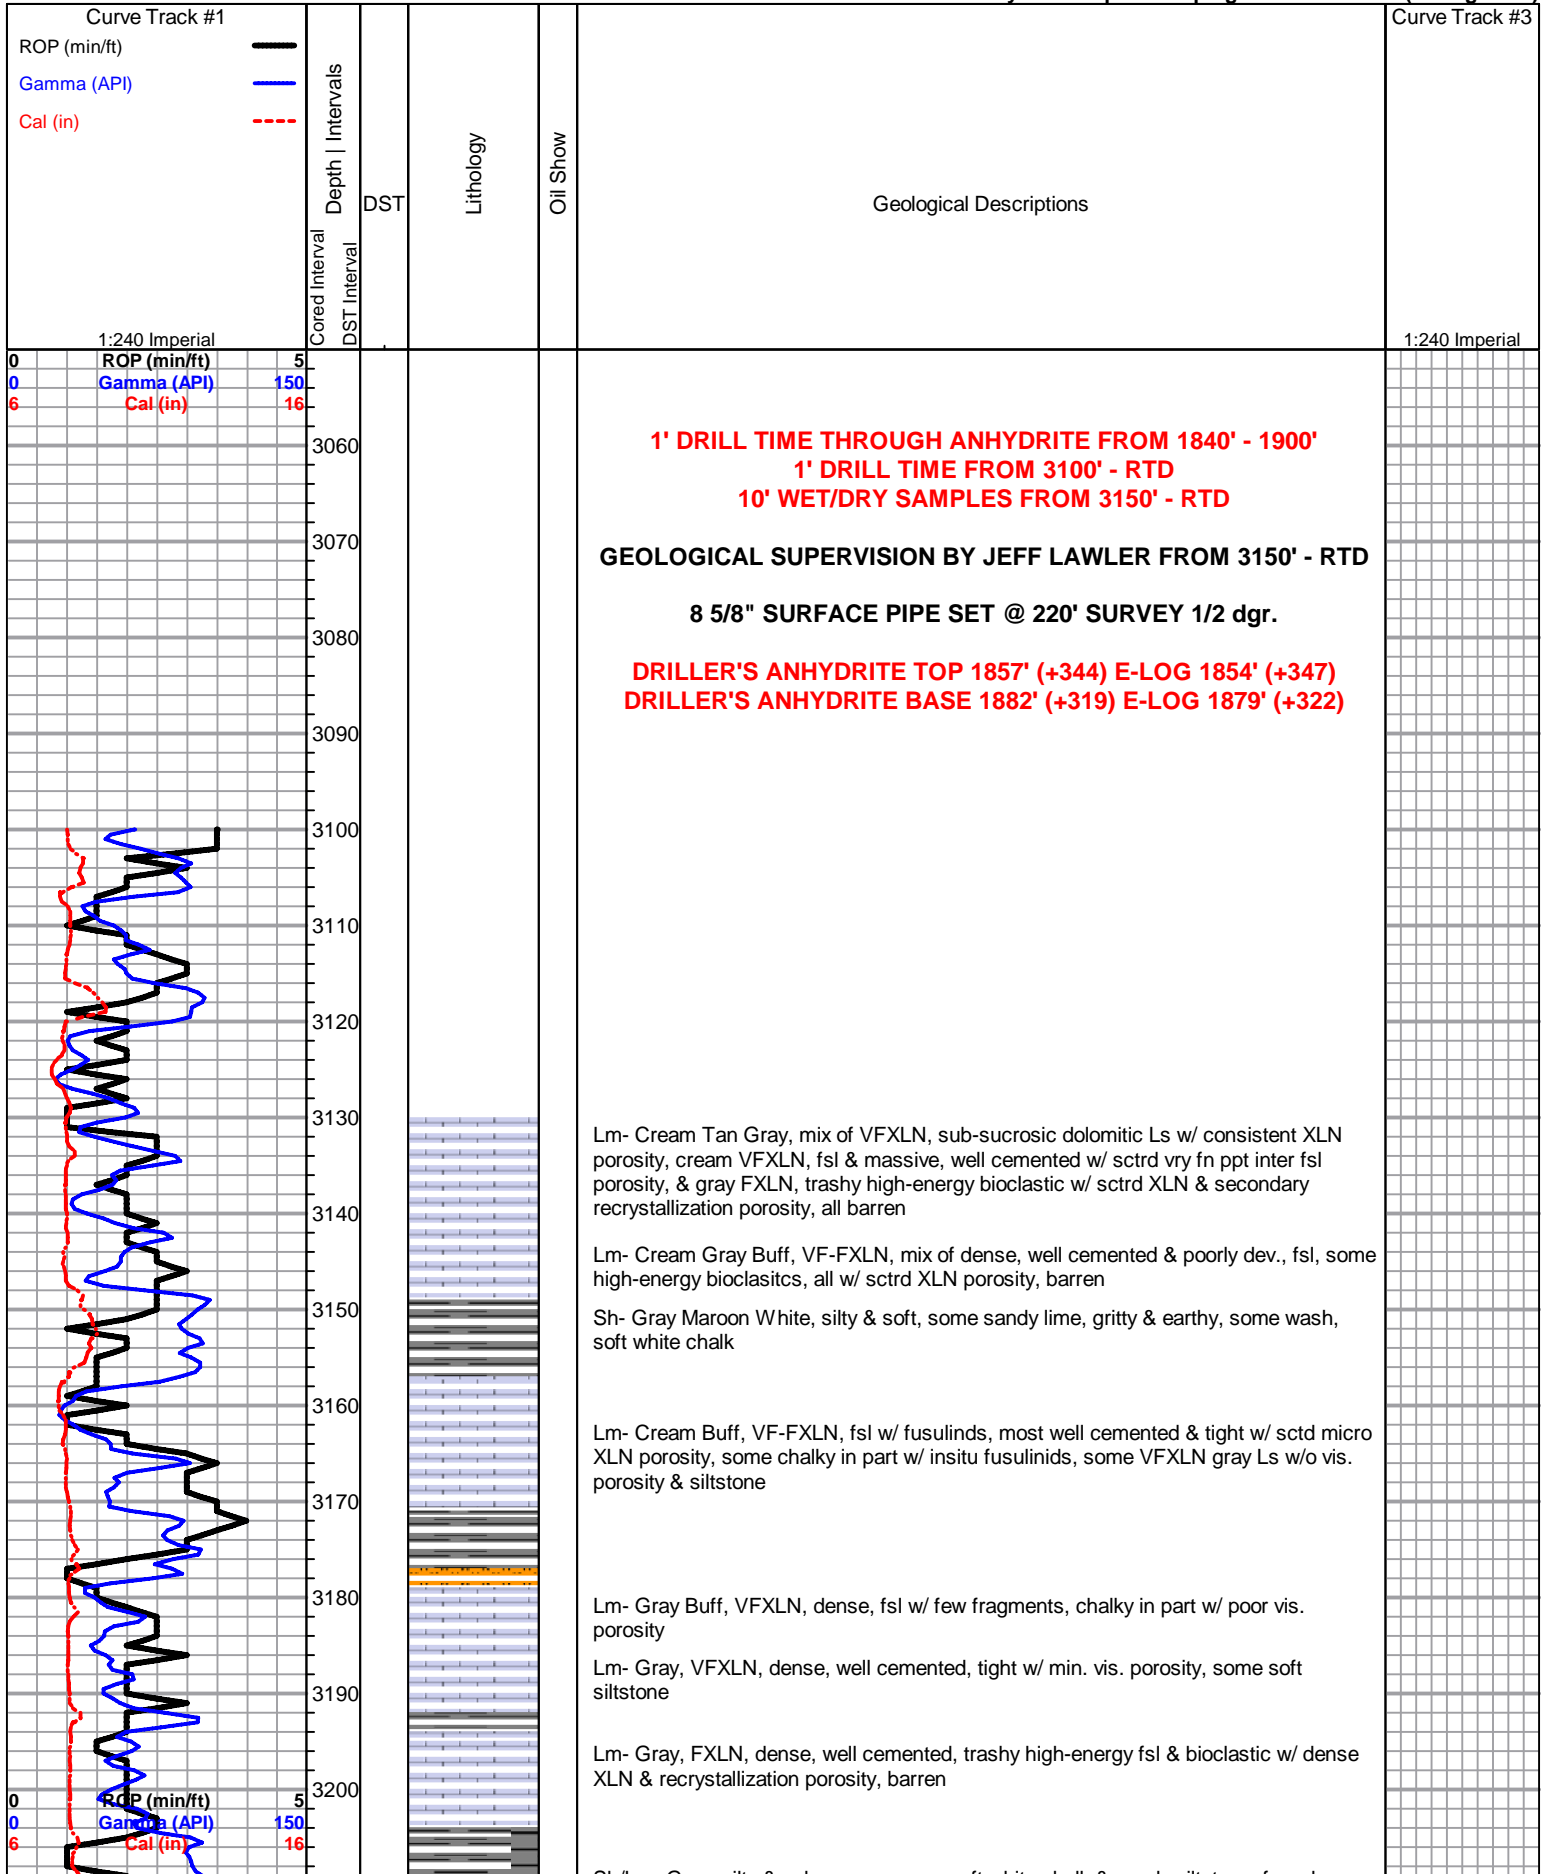 Curve Track #1
ROP (min/ft)
Gamma (API)
Cal (in)
1:240 Imperial
Depth | Intervals
Cored Interval
DST Interval
DST
Lithology
Oil Show
Geological Descriptions
Curve Track #3
1:240 Imperial
0 ROP (min/ft) 5
0 Gamma (API) 150
6 Cal (in) 16
3060
1' DRILL TIME THROUGH ANHYDRITE FROM 1840' - 1900'
1' DRILL TIME FROM 3100' - RTD
10' WET/DRY SAMPLES FROM 3150' - RTD
3070
GEOLOGICAL SUPERVISION BY JEFF LAWLER FROM 3150' - RTD
8 5/8" SURFACE PIPE SET @ 220' SURVEY 1/2 dgr.
3080
DRILLER'S ANHYDRITE TOP 1857' (+344) E-LOG 1854' (+347)
DRILLER'S ANHYDRITE BASE 1882' (+319) E-LOG 1879' (+322)
3090
3100
3110
3120
3130
Lm- Cream Tan Gray, mix of VFXLN, sub-sucrosic dolomitic Ls w/ consistent XLN
porosity, cream VFXLN, fsl & massive, well cemented w/ sctrd vry fn ppt inter fsl
porosity, & gray FXLN, trashy high-energy bioclastic w/ sctrd XLN & secondary
recrystallization porosity, all barren
3140
Lm- Cream Gray Buff, VF-FXLN, mix of dense, well cemented & poorly dev., fsl, some
high-energy bioclasitcs, all w/ sctrd XLN porosity, barren
3150
Sh- Gray Maroon White, silty & soft, some sandy lime, gritty & earthy, some wash,
soft white chalk
3160
Lm- Cream Buff, VF-FXLN, fsl w/ fusulinds, most well cemented & tight w/ sctd micro
XLN porosity, some chalky in part w/ insitu fusulinids, some VFXLN gray Ls w/o vis.
porosity & siltstone
3170
3180
Lm- Gray Buff, VFXLN, dense, fsl w/ few fragments, chalky in part w/ poor vis.
porosity
Lm- Gray, VFXLN, dense, well cemented, tight w/ min. vis. porosity, some soft
siltstone
3190
Lm- Gray, FXLN, dense, well cemented, trashy high-energy fsl & bioclastic w/ dense
XLN & recrystallization porosity, barren
3200
0 ROP (min/ft) 5
0 Gamma (API) 150
6 Cal (in) 16